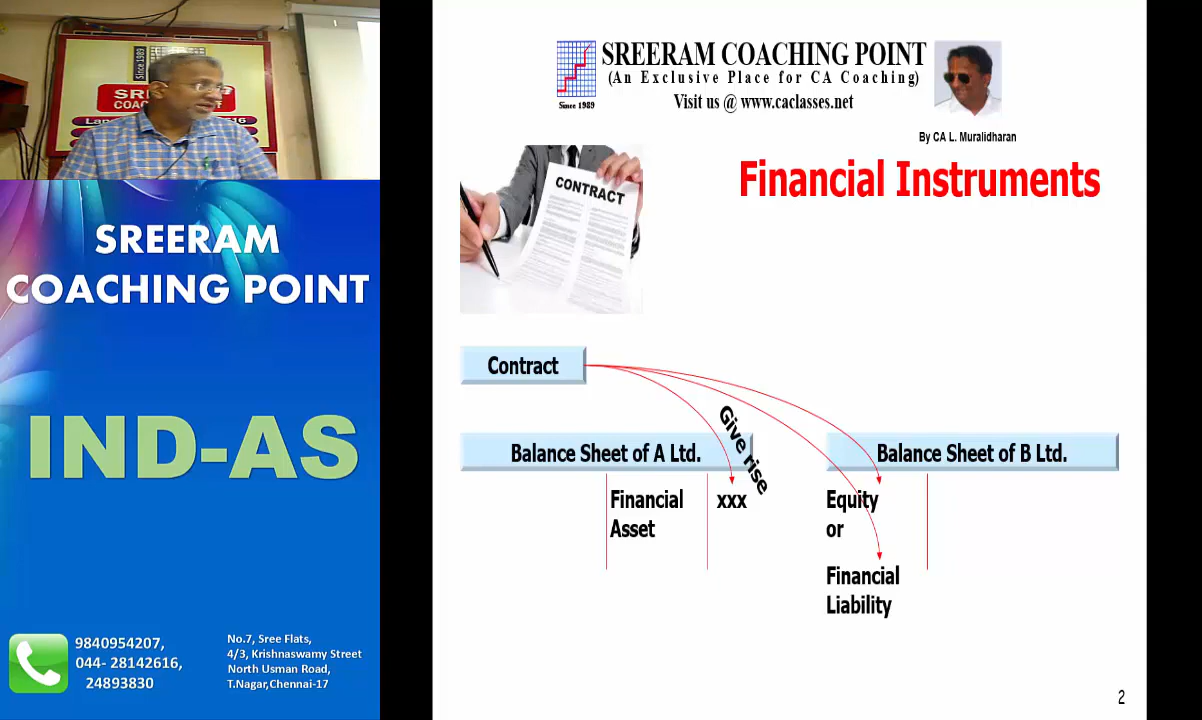 Since 1989
SREERAM
COACHING POINT
IND-AS
9840954207,
044- 28142616,
24893830
No.7, Sree Flats,
4/3, Krishnaswamy Street
North Usman Road,
T.Nagar,Chennai-17
SREERAM COACHING POINT
(An Exclusive Place for CA Coaching)
Since 1989
Visit us @ www.caclasses.net
By CA L. Muralidharan
CONTRACT
Financial Instruments
Contract
Give rise
Balance Sheet of A Ltd.
Balance Sheet of B Ltd.
Financial
Asset
xxx
Equity
or
Financial
Liability
2